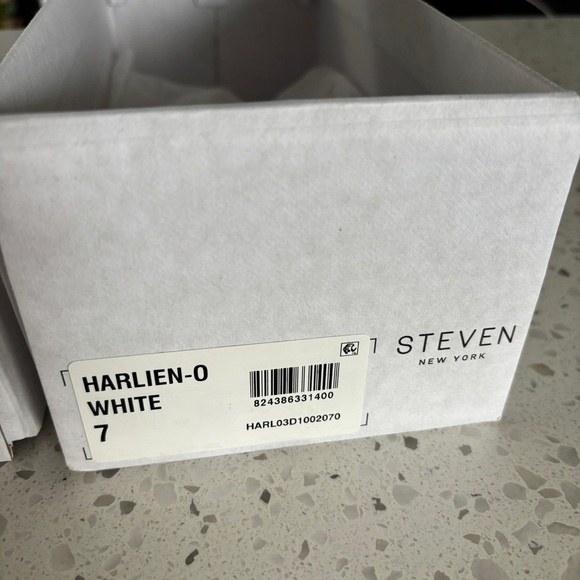 HARLIEN-O
WHITE
7
824386331400
HARL03D1002070
STEVEN
NEW YORK